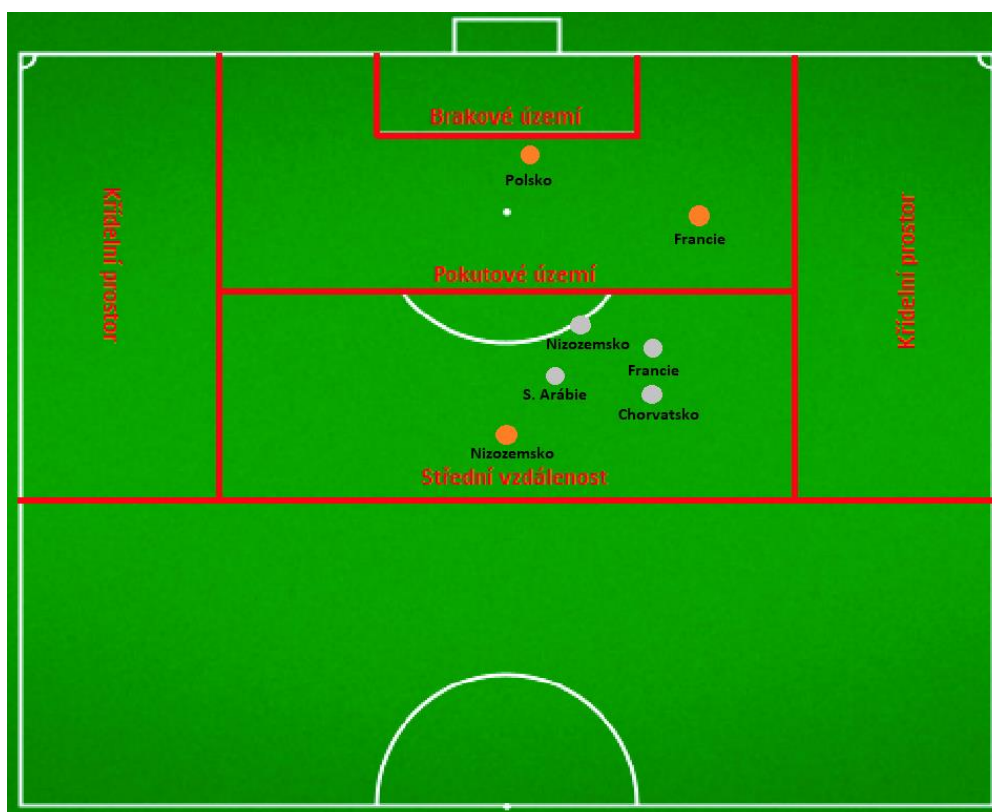 Brakové území
Polsko
Křídelní prostor
Křídelní prostor
Francie
Pokutové území
Nizozemsko
Francie
S. Arábie
Chorvatsko
Nizozemsko
Střední vzdálenost